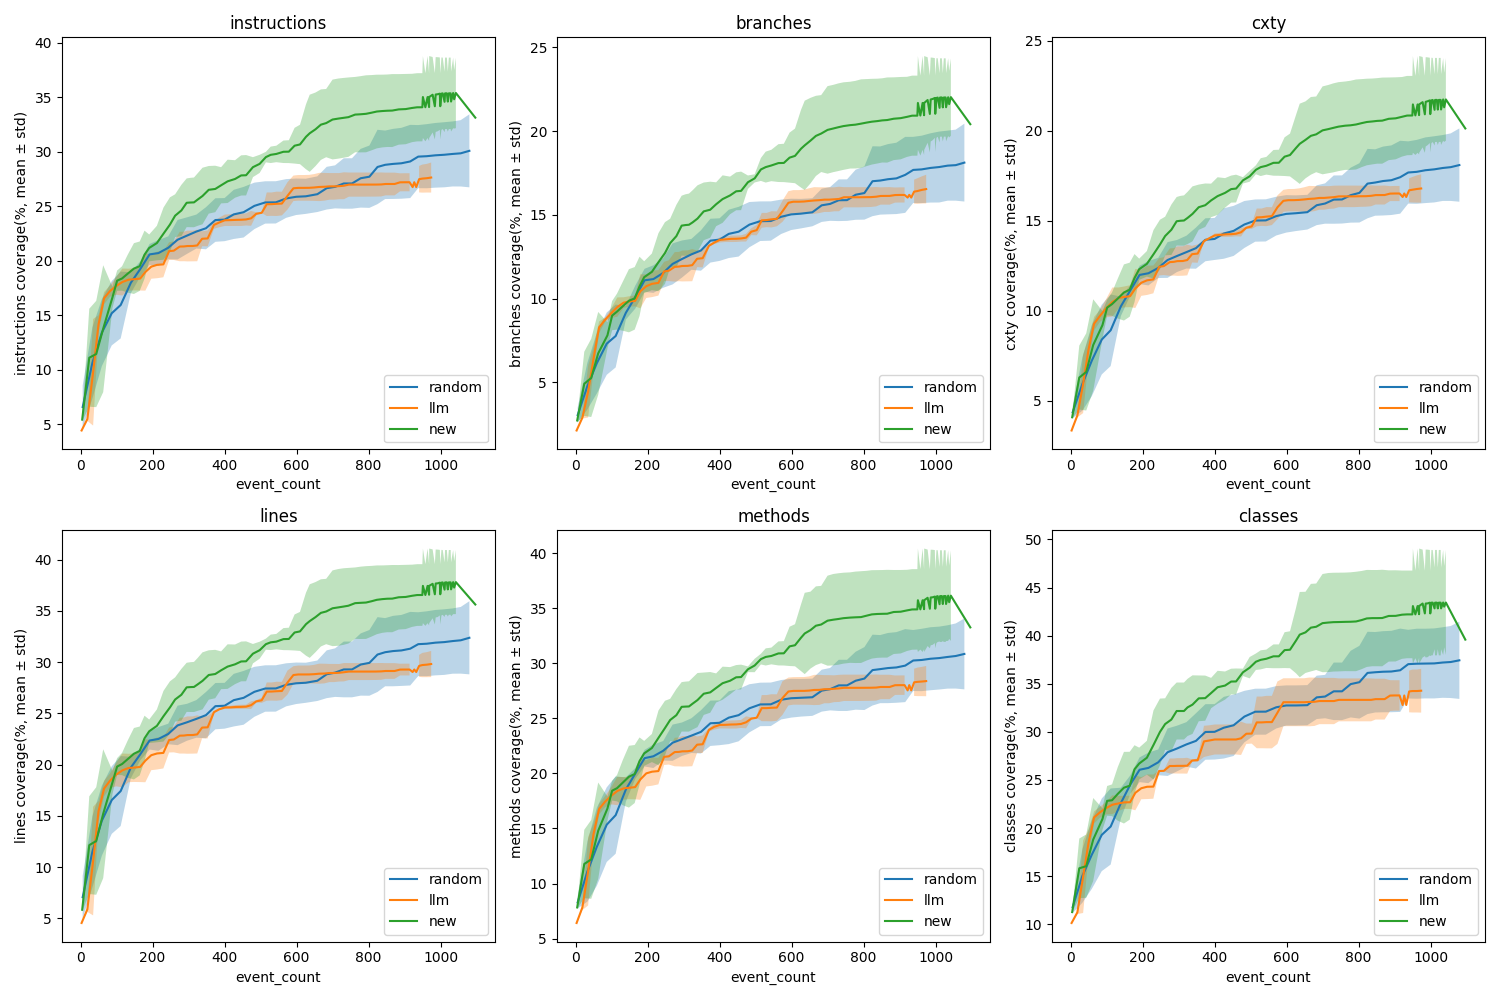 instructions
instructions coverage(%, mean ± std)
40
35
30
25
20
15
10
5
random
llm
new
0 200 400 600 800 1000
event_count
branches
branches coverage(%, mean ± std)
25
20
15
10
5
random
llm
new
0 200 400 600 800 1000
event_count
cxty
cxty coverage(%, mean ± std)
25
20
15
10
5
random
llm
new
0 200 400 600 800 1000
event_count
lines
lines coverage(%, mean ± std)
40
35
30
25
20
15
10
5
random
llm
new
0 200 400 600 800 1000
event_count
methods
methods coverage(%, mean ± std)
40
35
30
25
20
15
10
5
random
llm
new
0 200 400 600 800 1000
event_count
classes
classes coverage(%, mean ± std)
50
45
40
35
30
25
20
15
10
random
llm
new
0 200 400 600 800 1000
event_count